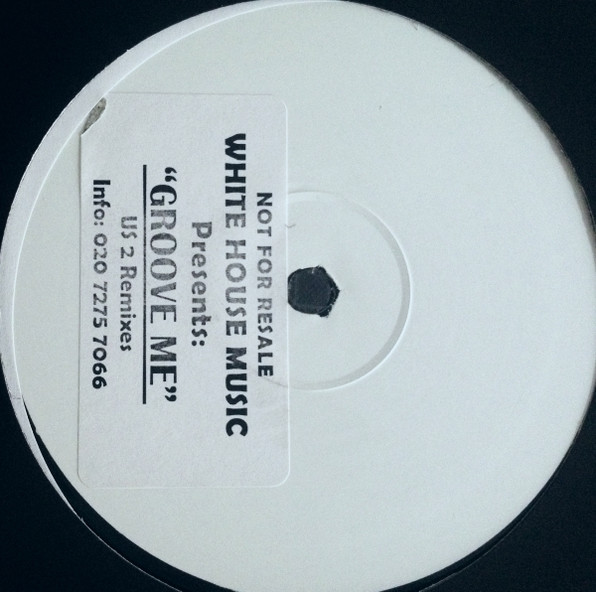 NOT FOR RESALE
WHITE HOUSE MUSIC
Presents:
“GROOVE ME”
US 2 Remixes
Info: 020 7275 7066